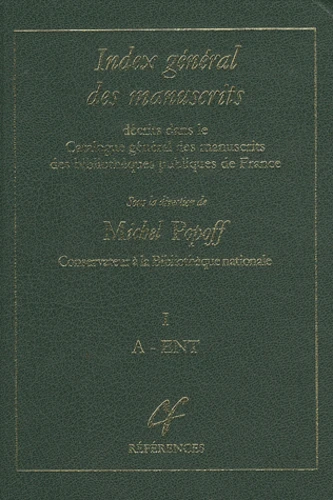 Index général
des manuscrits
décrits dans le
Catalogue général des manuscrits
des bibliothèques publiques de France
Sous la direction de
Michel Popoff
Conservateur à la Bibliothèque nationale
I
A - ENT
cf
RÉFÉRENCES